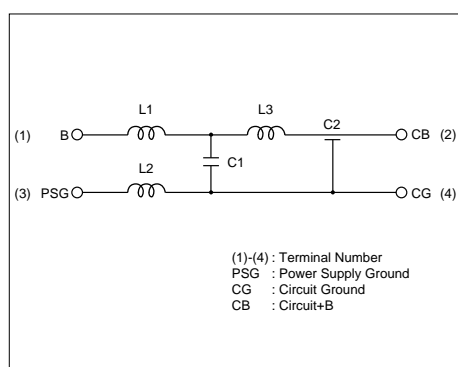 L1
L3
C2
(1) B
CB (2)
C1
L2
(3) PSG
CG (4)
(1)-(4) : Terminal Number
PSG : Power Supply Ground
CG : Circuit Ground
CB : Circuit+B